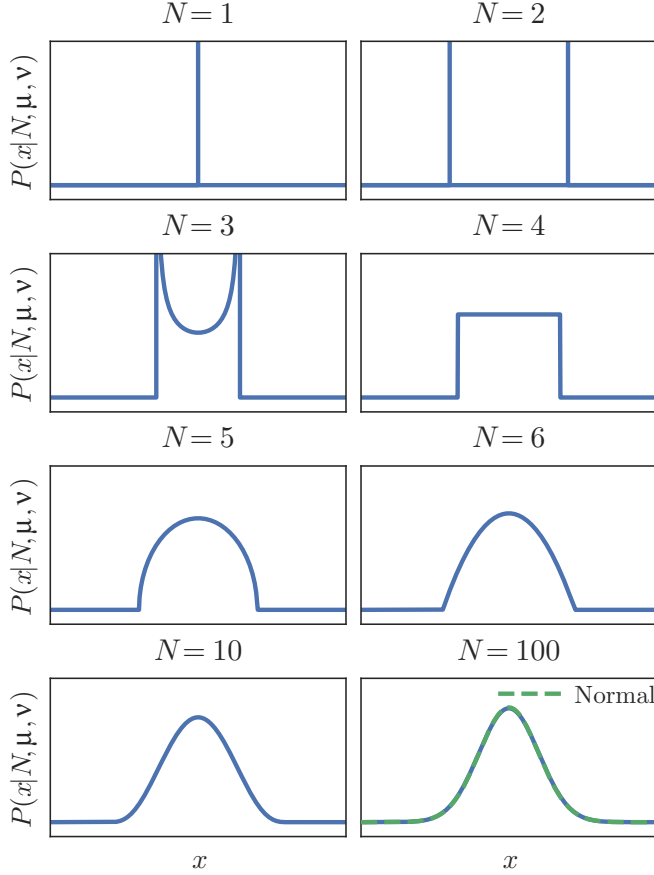 N = 1
N = 2
P(x|N, μ, ν)
N = 3
N = 4
P(x|N, μ, ν)
N = 5
N = 6
P(x|N, μ, ν)
N = 10
N = 100
P(x|N, μ, ν)
Normal
x
x